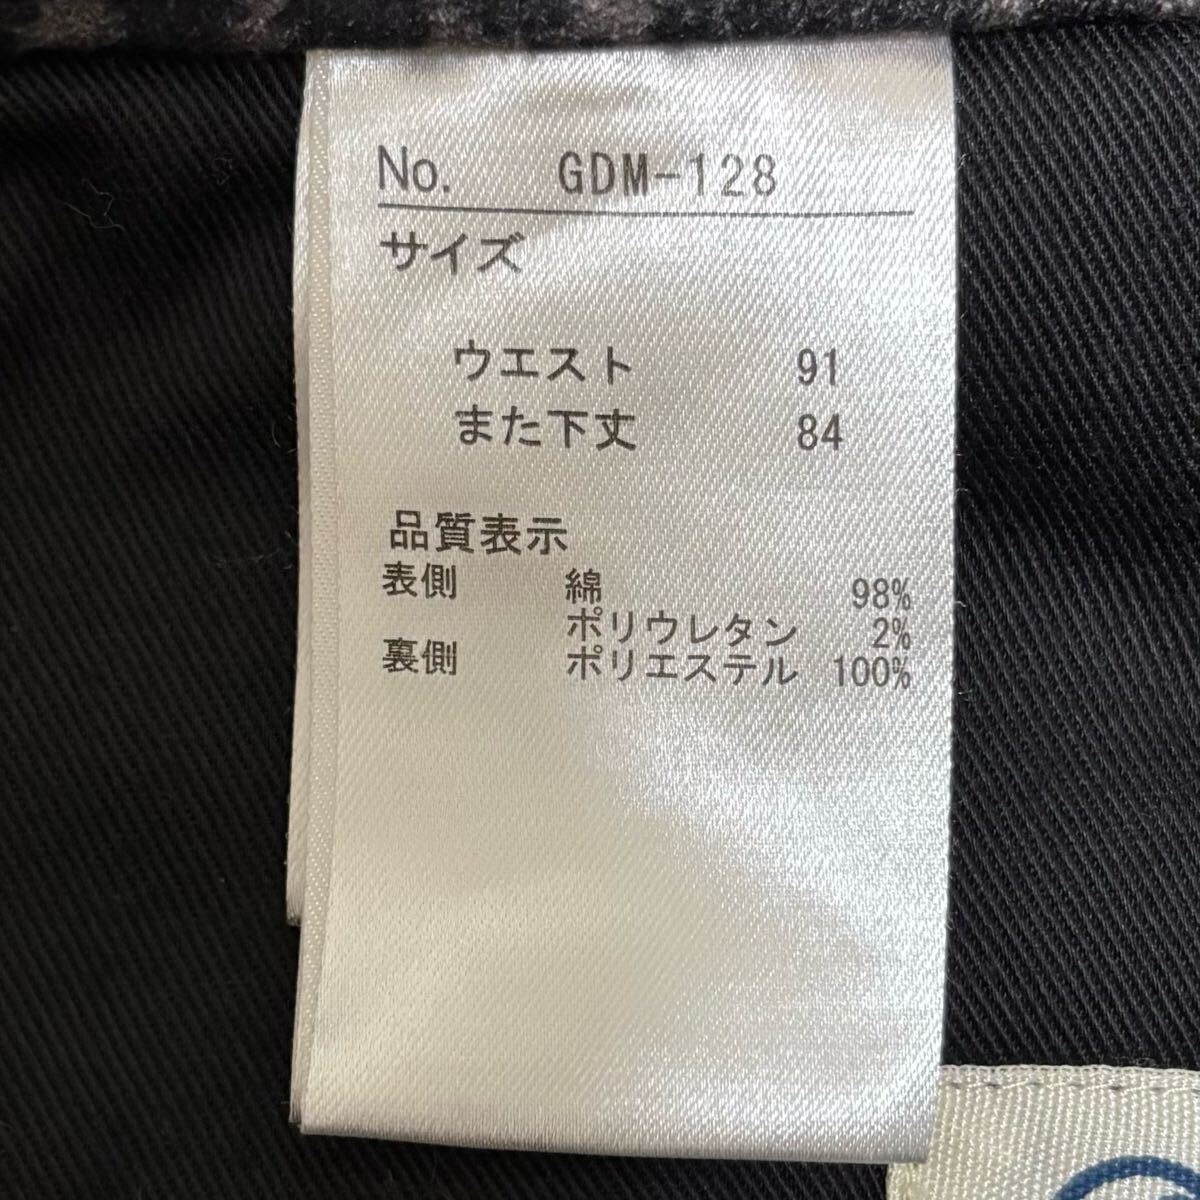 No. GDM-128
サイズ
ウエスト 91
また下丈 84
品質表示
表側 綿 98%
ポリウレタン 2%
裏側 ポリエステル 100%